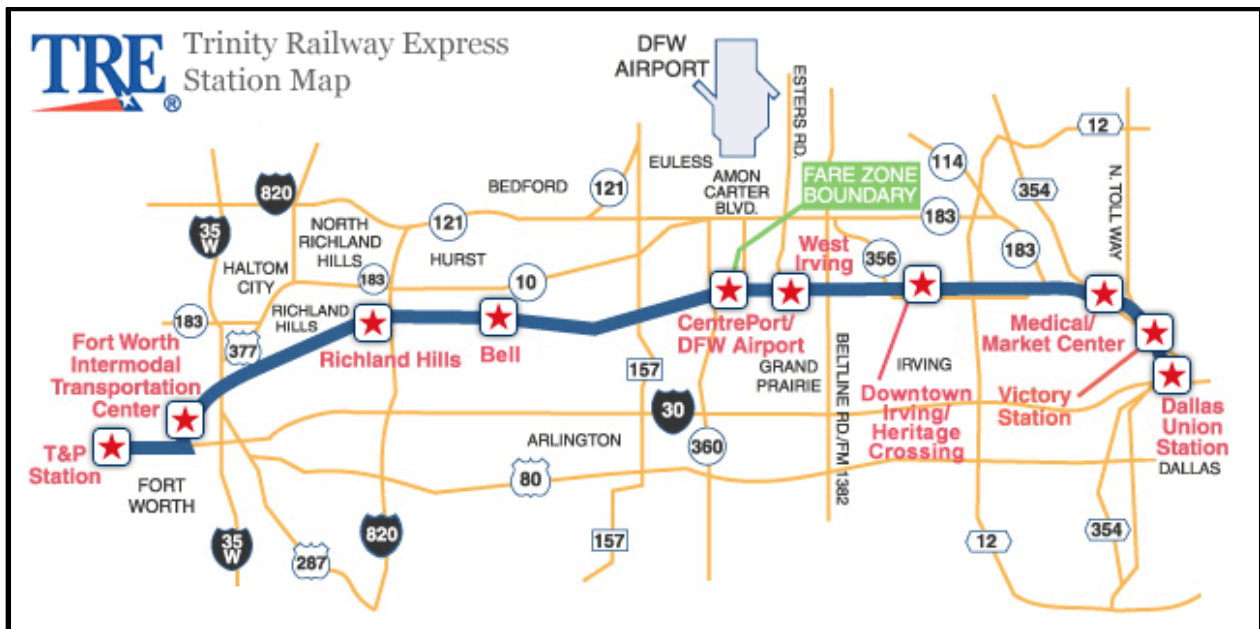 TRE®
Trinity Railway Express
Station Map
DFW
AIRPORT
ESTERS RD.
12
N. TOLL WAY
820
BEDFORD
121
EULESS
AMON
CARTER
BLVD.
FARE ZONE
BOUNDARY
114
354
35
W
NORTH
RICHLAND
HILLS
121
HURST
183
183
HALTOM
CITY
183
10
West
Irving
356
183
RICHLAND
HILLS
377
Fort Worth
Intermodal
Transportation
Center
Richland Hills
Bell
CentrePort/
DFW Airport
GRAND
PRAIRIE
BELTLINE RD./FM 1382
IRVING
Medical/
Market Center
157
30
Downtown
Irving/
Heritage
Crossing
Victory
Station
Dallas
Union
Station
DALLAS
T&P
Station
ARLINGTON
360
FORT
WORTH
80
35
W
287
820
157
12
354